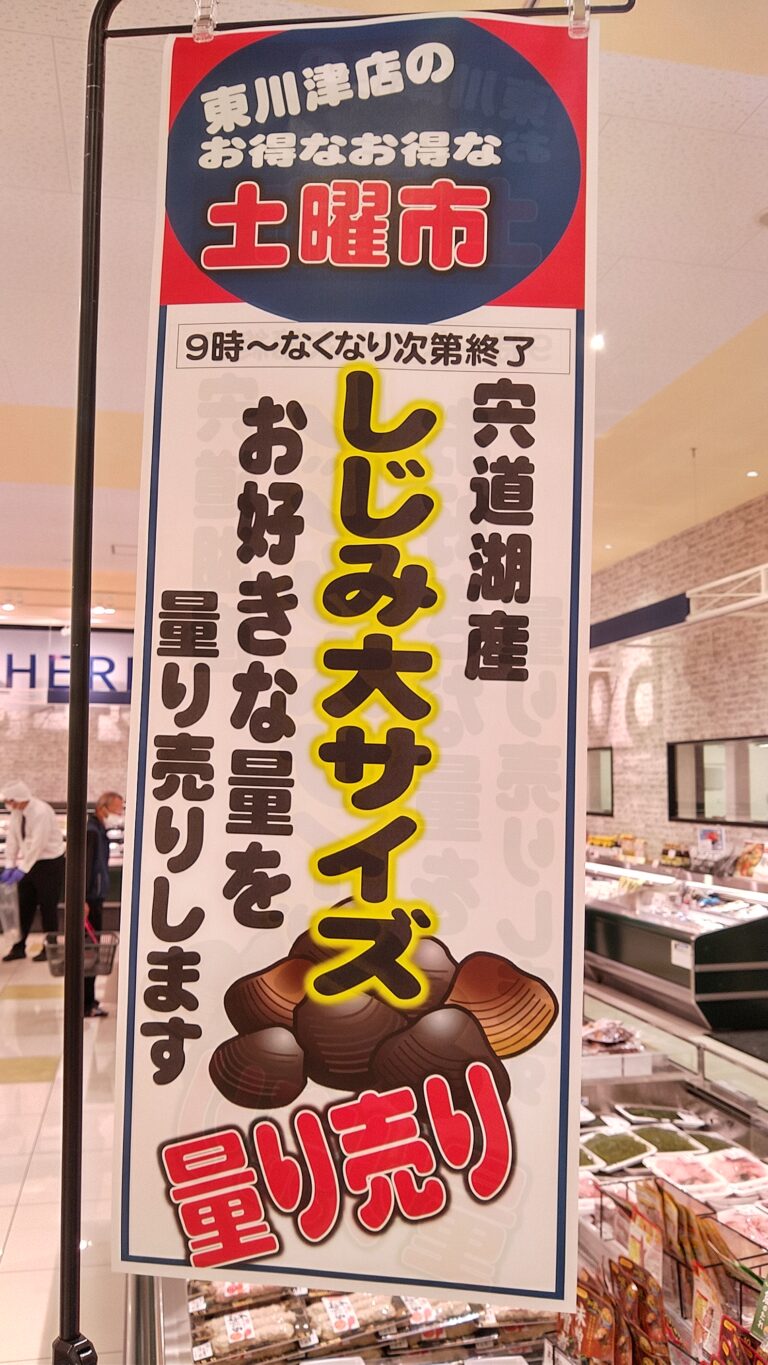 東川津店の
お得なお得な
土曜市
9時～なくなり次第終了
宍道湖産
しじみ大サイズ
お好きな量を
量り売りします
量り売り
HER